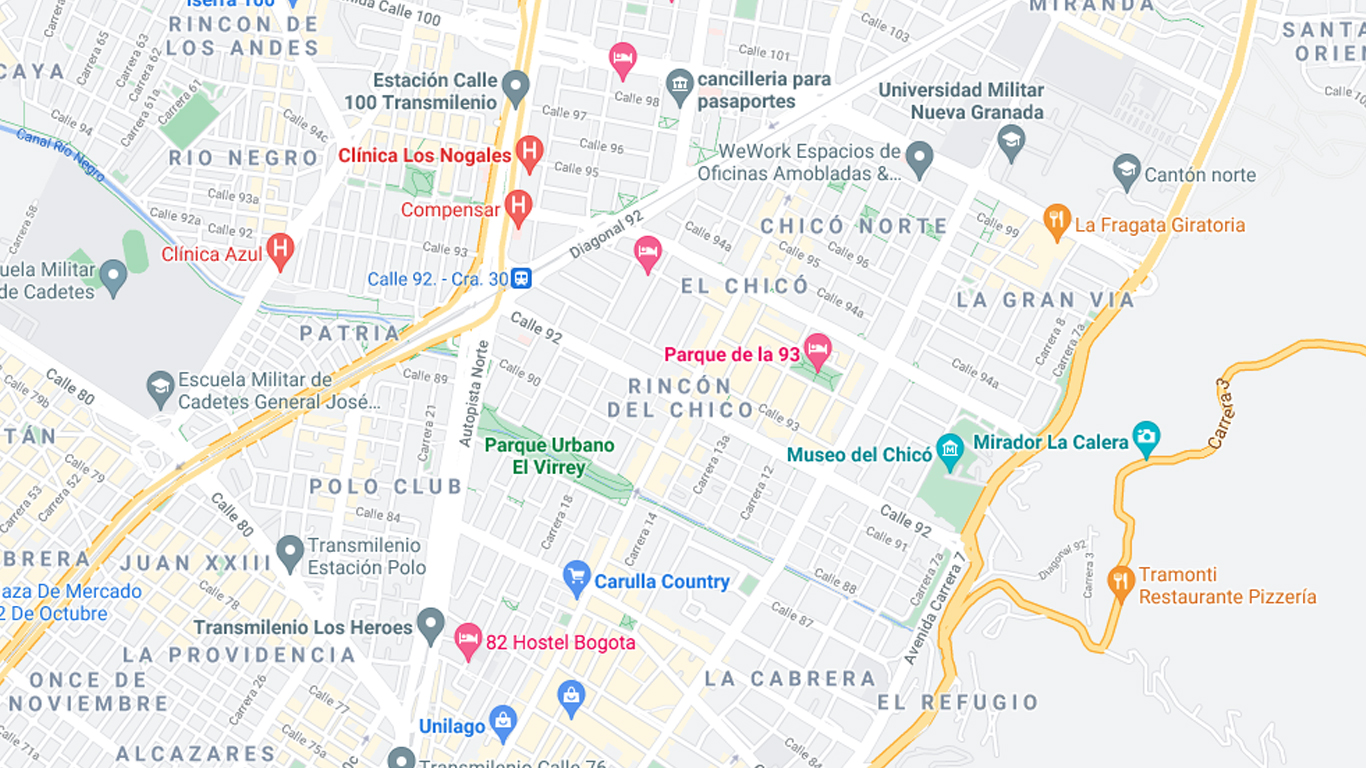 Iserra 100
RINCON DE
LOS ANDES
Calle 100
Carrera 65
Carrera 63
Carrera 62
Carrera 61a
Carrera 61
CAYA
Calle 94
Calle 94c
Canal Río Negro
RIO NEGRO
Calle 93a
Calle 92a
Calle 92
Calle 93
Carrera 58
Estación Calle
100 Transmilenio
Clínica Los Nogales
Compensar
Clínica Azul
Calle 92. - Cra. 30
uela Militar
de Cadetes
PATRIA
Calle 101
Calle 103
Calle 98
Calle 97
Calle 96
Calle 95
MIRANDA
SANTA
ORIEN
Calle 10
cancilleria para
pasaportes
Universidad Militar
Nueva Granada
WeWork Espacios de
Oficinas Amobladas &...
Cantón norte
Diagonal 92
CHICÓ NORTE
Calle 94a
Calle 95
Calle 96
Calle 99
La Fragata Giratoria
EL CHICÓ
Calle 94a
LA GRAN VIA
Carrera 8
Carrera 7a
Calle 92
Autopista Norte
Calle 90
Calle 89
Carrera 21
Parque de la 93
RINCÓN
DEL CHICO
Calle 93
Calle 94a
Carrera 3
Calle 80
Calle 79b
TÁN
Escuela Militar de
Cadetes General José...
Parque Urbano
El Virrey
Museo del Chicó
Mirador La Calera
Carrera 13a
Carrera 12
Carrera 53
Carrera 52
POLO CLUB
Calle 84
Calle 80
Carrera 18
Carrera 14
Calle 92
Calle 91
Calle 88
Calle 87
Carrera 7a
Avenida Carrera 7
Diagonal 92
Carrera 3
BRERA
JUAN XXIII
Transmilenio
Estación Polo
Carulla Country
Tramonti
Restaurante Pizzería
aza De Mercado
2 De Octubre
Calle 78
Transmilenio Los Heroes
82 Hostel Bogota
LA PROVIDENCIA
ONCE DE
NOVIEMBRE
Carrera 26
Calle 77
Calle 75a
Calle 71a
LA CABRERA
EL REFUGIO
Unilago
Calle 84
ALCAZARES
Transmilenio Calle 76